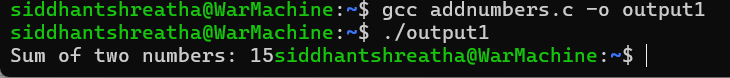 siddhantshreatha@WarMachine:~$ gcc addnumbers.c -o output1
siddhantshreatha@WarMachine:~$ ./output1
Sum of two numbers: 15siddhantshreatha@WarMachine:~$